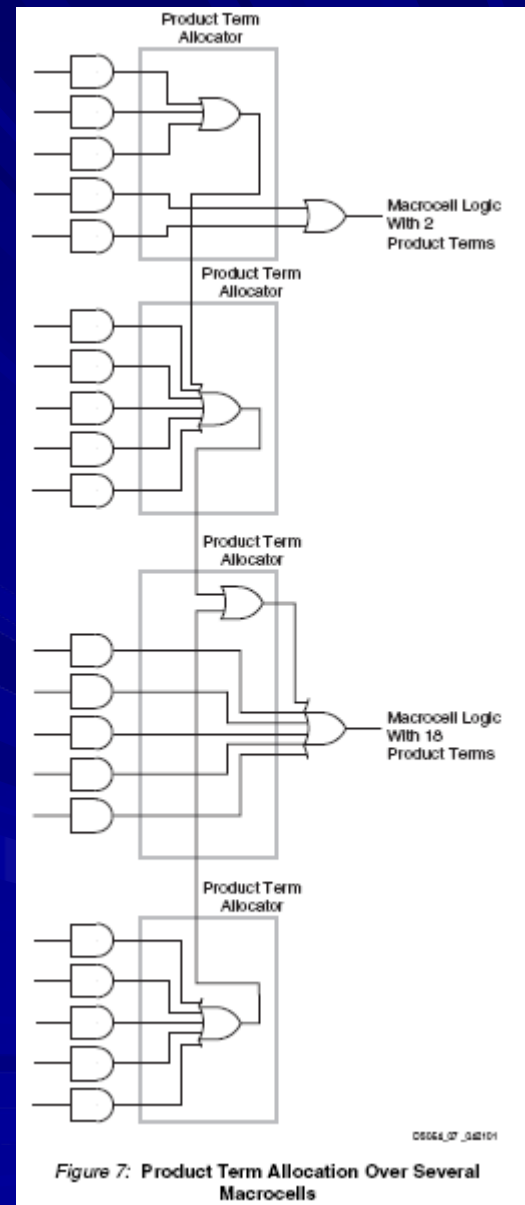 Product Term
Allocator
Macrocell Logic
With 2
Product Terms
Product Term
Allocator
Product Term
Allocator
Macrocell Logic
With 18
Product Terms
Product Term
Allocator
DS054_07_042101
Figure 7: Product Term Allocation Over Several
Macrocells